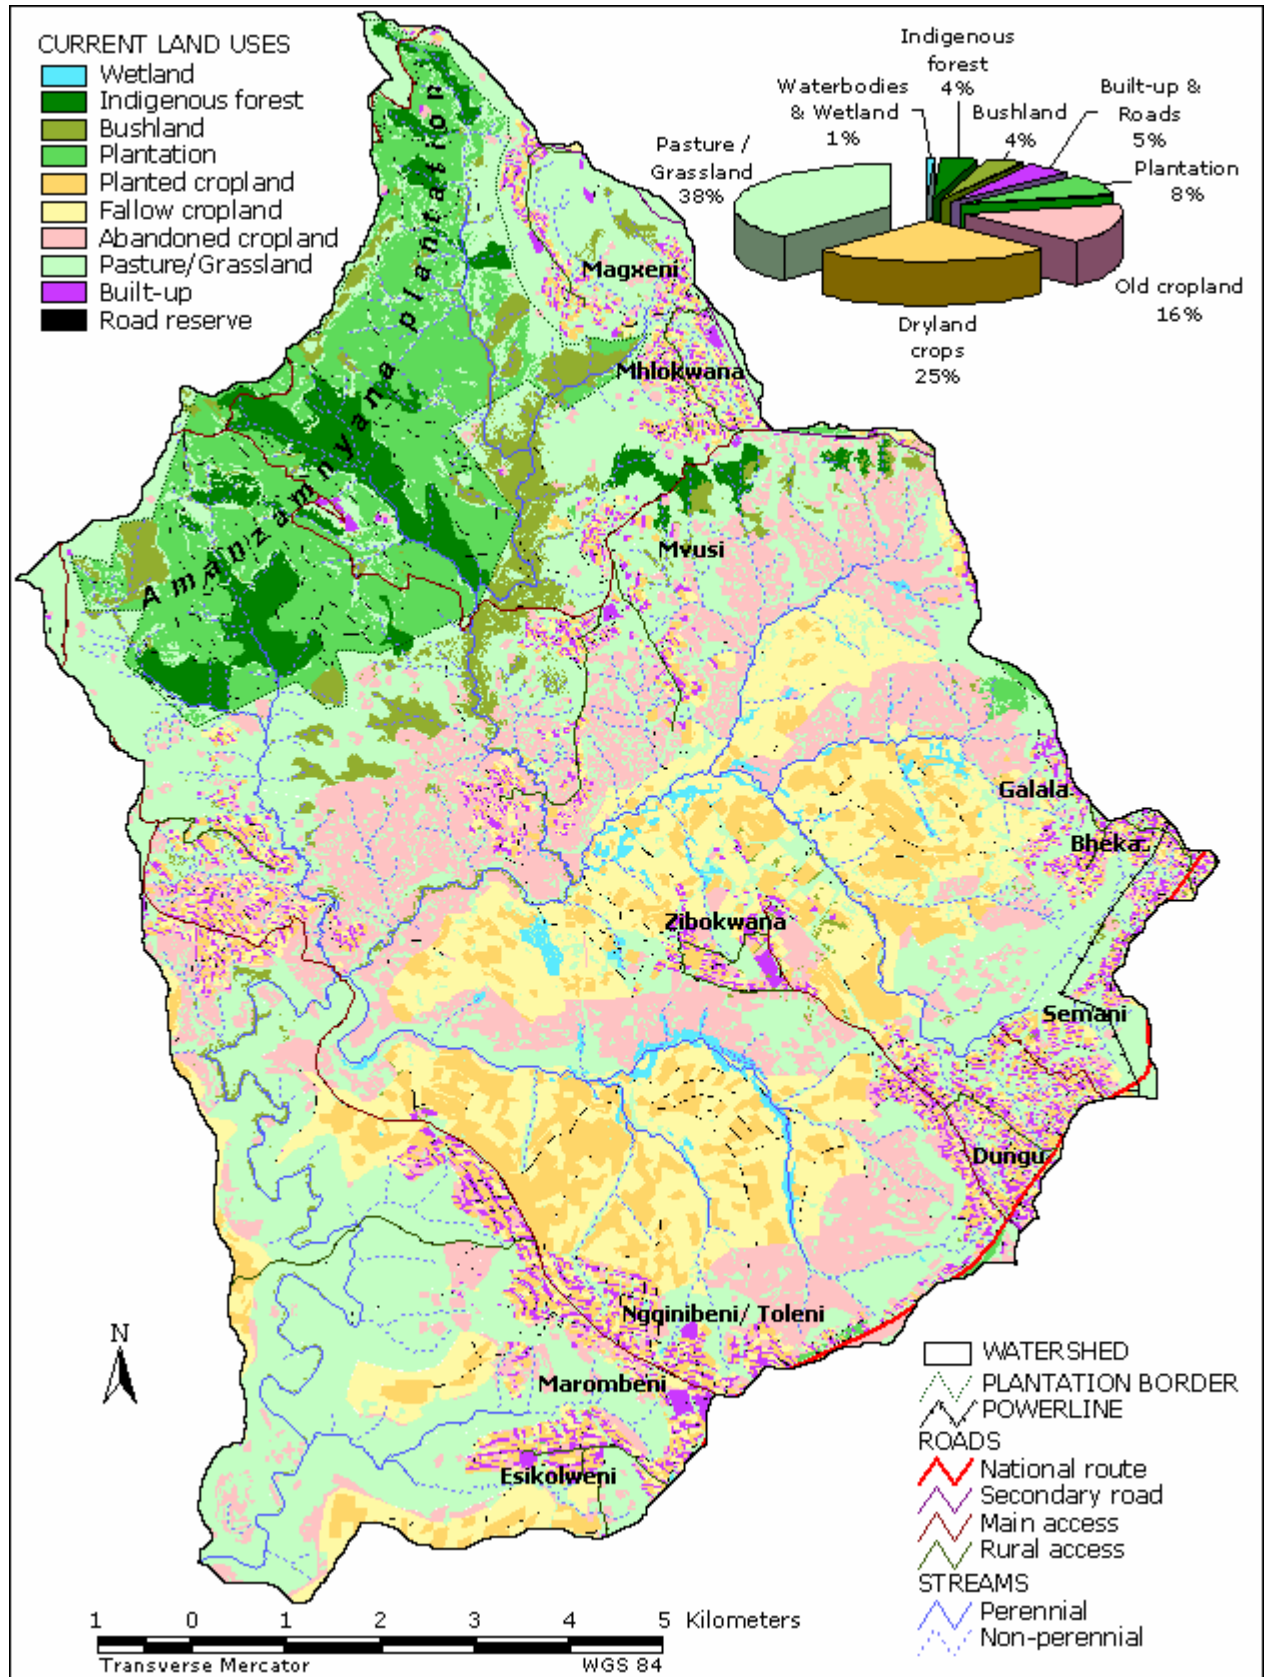 CURRENT LAND USES
Wetland
Indigenous forest
Bushland
Plantation
Planted cropland
Fallow cropland
Abandoned cropland
Pasture/Grassland
Built-up
Road reserve
Indigenous
forest
4%
Waterbodies
& Wetland
1%
Bushland
4%
Built-up &
Roads
5%
Pasture /
Grassland
38%
Plantation
8%
Old cropland
16%
Dryland
crops
25%
Amanzamnyana plantation
Magxeni
Mhlokwana
Mvusi
Galala
Bheka
Zibokwana
Semani
Dungu
Ngginibeni/ Toleni
Marombeni
Esikolweni
N
WATERSHED
PLANTATION BORDER
POWERLINE
ROADS
National route
Secondary road
Main access
Rural access
STREAMS
Perennial
Non-perennial
1 0 1 2 3 4 5 Kilometers
Transverse Mercator WGS 84